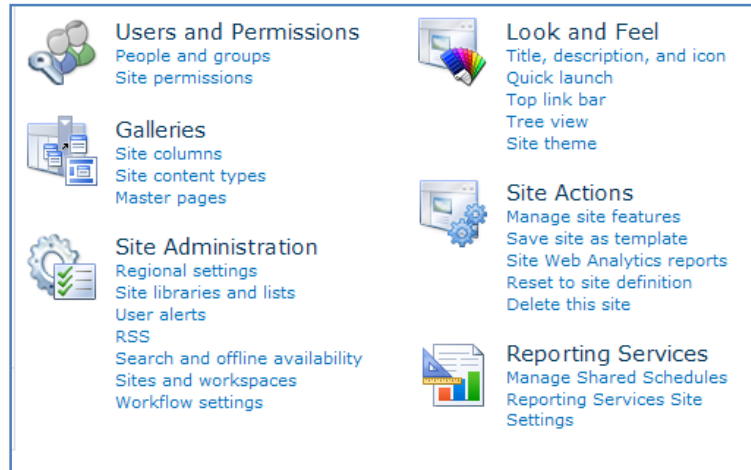 Users and Permissions
People and groups
Site permissions
Galleries
Site columns
Site content types
Master pages
Site Administration
Regional settings
Site libraries and lists
User alerts
RSS
Search and offline availability
Sites and workspaces
Workflow settings
Look and Feel
Title, description, and icon
Quick launch
Top link bar
Tree view
Site theme
Site Actions
Manage site features
Save site as template
Site Web Analytics reports
Reset to site definition
Delete this site
Reporting Services
Manage Shared Schedules
Reporting Services Site
Settings